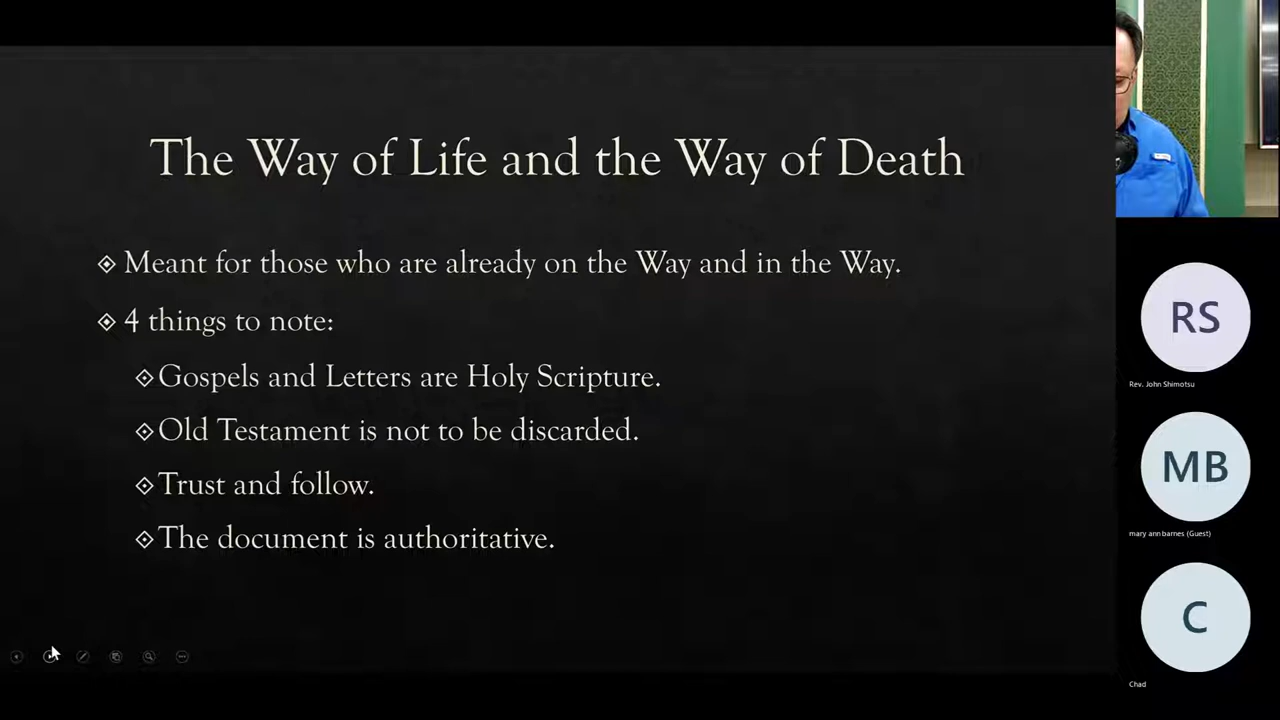 The Way of Life and the Way of Death
Meant for those who are already on the Way and in the Way.
4 things to note:
Gospels and Letters are Holy Scripture.
Old Testament is not to be discarded.
Trust and follow.
The document is authoritative.
RS
Rev. John Shimotsu
MB
mary ann barnes (Guest)
C
Chad